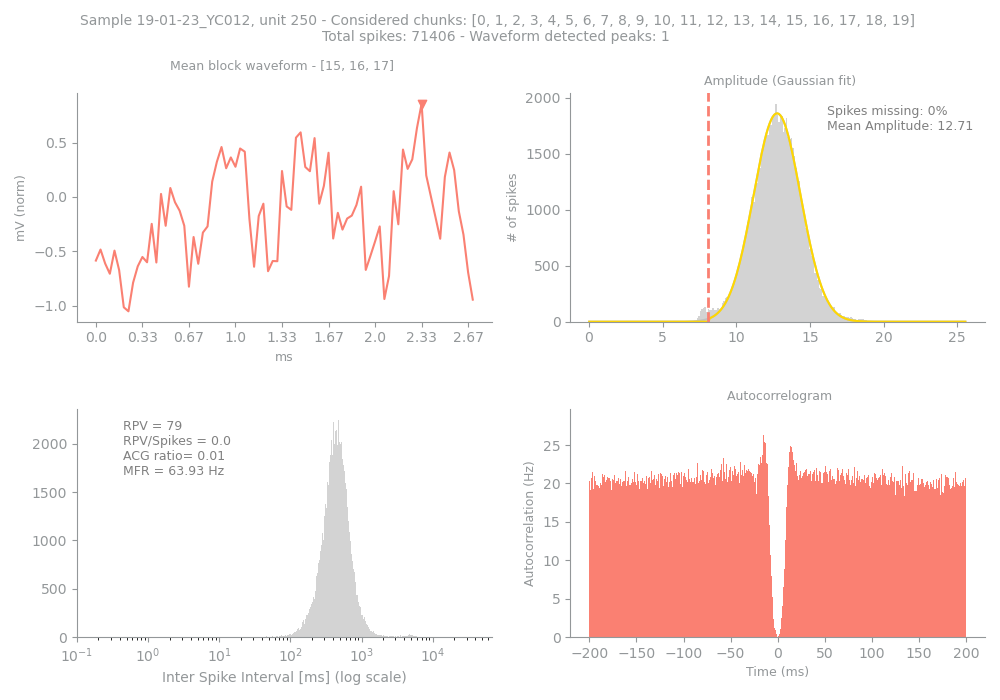 Sample 19-01-23_YC012, unit 250 - Considered chunks: [0, 1, 2, 3, 4, 5, 6, 7, 8, 9, 10, 11, 12, 13, 14, 15, 16, 17, 18, 19]
Total spikes: 71406 - Waveform detected peaks: 1
Mean block waveform - [15, 16, 17]
mV (norm)
0.5
0.0
−0.5
−1.0
0.0 0.33 0.67 1.0 1.33 1.67 2.0 2.33 2.67
ms
Amplitude (Gaussian fit)
Spikes missing: 0%
Mean Amplitude: 12.71
# of spikes
2000
1500
1000
500
0
0 5 10 15 20 25
RPV = 79
RPV/Spikes = 0.0
ACG ratio= 0.01
MFR = 63.93 Hz
2000
1500
1000
500
0
10⁻¹ 10⁰ 10¹ 10² 10³ 10⁴
Inter Spike Interval [ms] (log scale)
Autocorrelogram
Autocorrelation (Hz)
25
20
15
10
5
0
−200 −150 −100 −50 0 50 100 150 200
Time (ms)